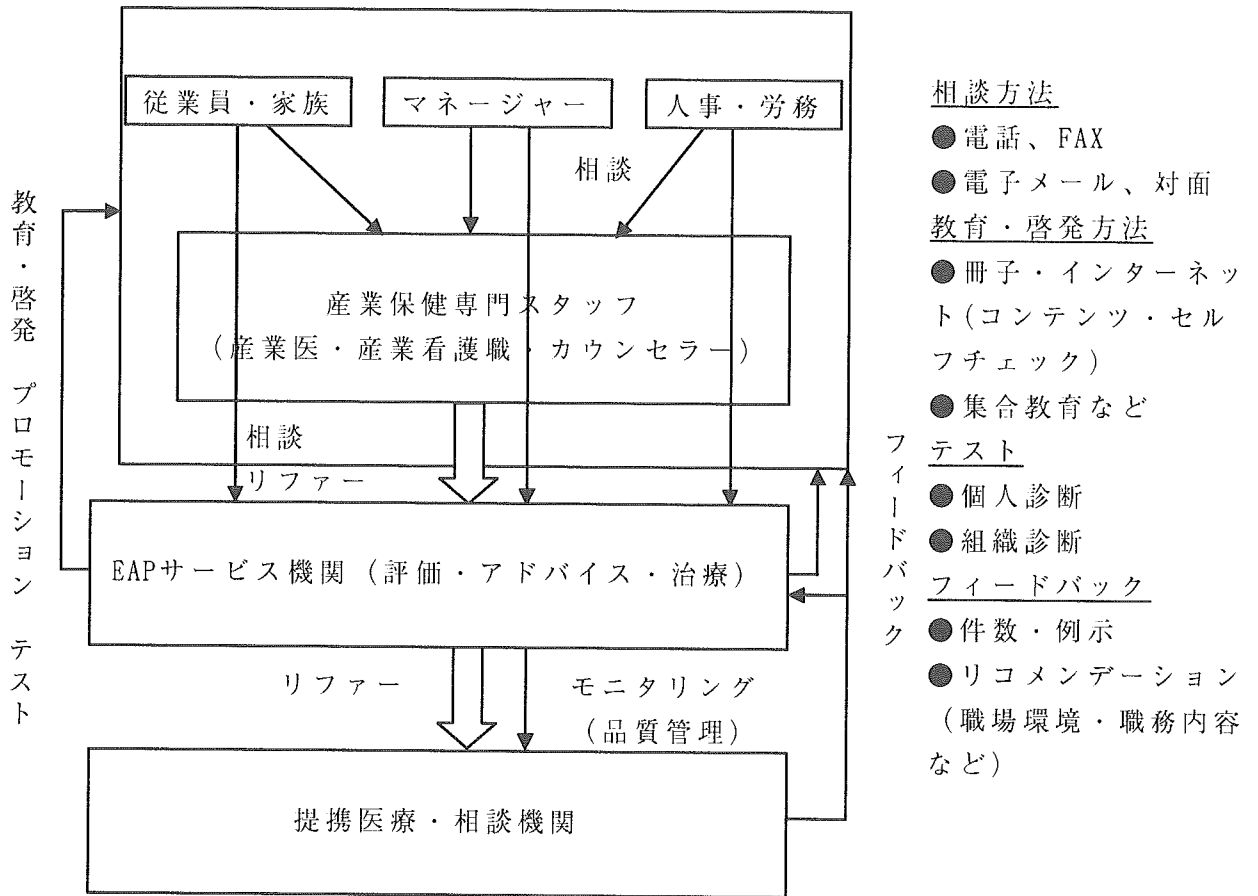 従業員・家族
マネージャー
人事・労務
相談
教育・啓発 プロモーション テスト
産業保健専門スタッフ
(産業医・産業看護職・カウンセラー)
相談
リファー
EAPサービス機関(評価・アドバイス・治療)
フィードバック
リファー
モニタリング
(品質管理)
提携医療・相談機関
相談方法
●電話、FAX
●電子メール、対面
教育・啓発方法
●冊子・インターネッ
ト(コンテンツ・セル
フチェック)
●集合教育など
テスト
●個人診断
●組織診断
フィードバック
●件数・例示
●リコメンデーション
(職場環境・職務内容
など)